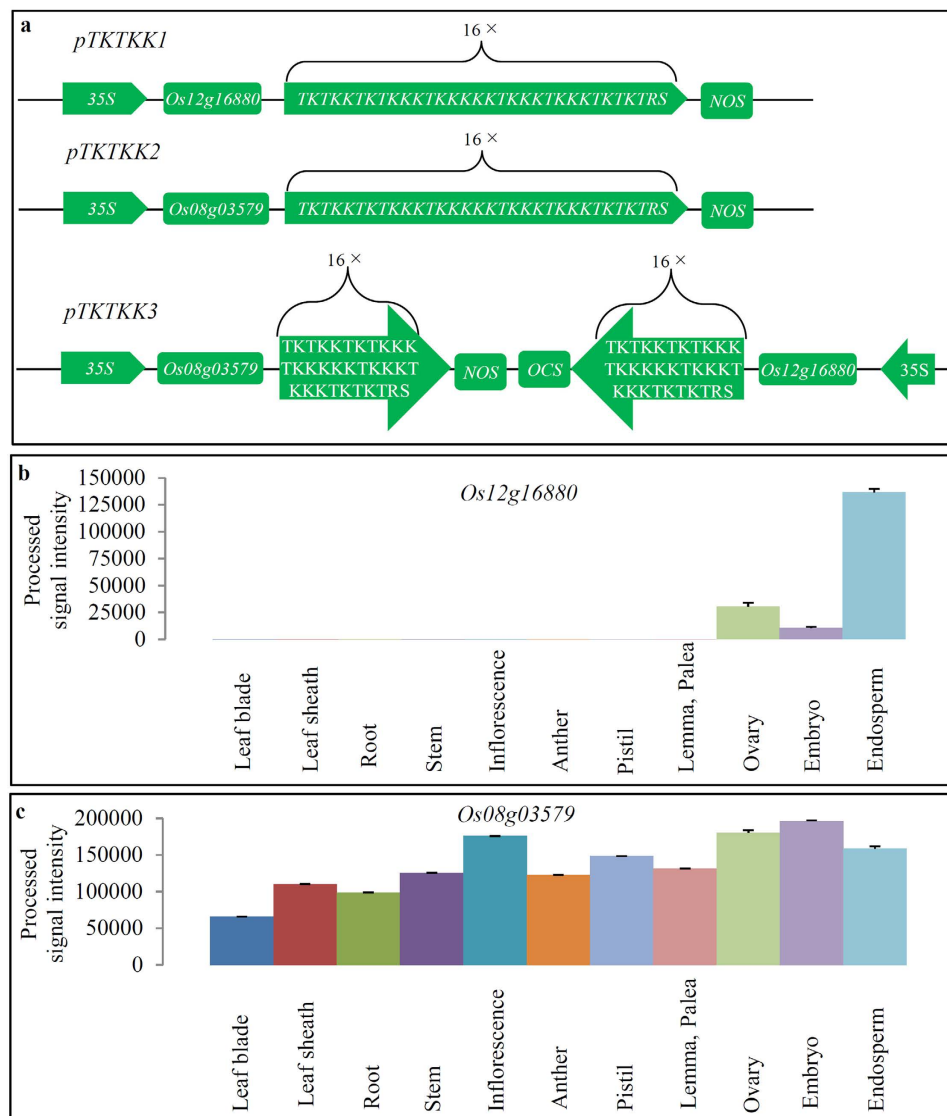 a
pTKTKK1
16 ×
35S Os12g16880 TKTKKTKTKKKTKKKKKTKKKTKKKTKTKTRS NOS
pTKTKK2
16 ×
35S Os08g03579 TKTKKTKTKKKTKKKKKTKKKTKKKTKTKTRS NOS
16 × 16 ×
pTKTKK3
35S Os08g03579 TKTKKTKTKKK TKKKKKTKKKT KKKTKTKTRS NOS OCS TKTKKTKTKKK TKKKKKTKKKT KKKTKTKTRS Os12g16880 35S
b
Os12g16880
Processed signal intensity
150000
125000
100000
75000
50000
25000
0
Leaf blade
Leaf sheath
Root
Stem
Inflorescence
Anther
Pistil
Lemma, Palea
Ovary
Embryo
Endosperm
c
Os08g03579
Processed signal intensity
200000
150000
100000
50000
0
Leaf blade
Leaf sheath
Root
Stem
Inflorescence
Anther
Pistil
Lemma, Palea
Ovary
Embryo
Endosperm